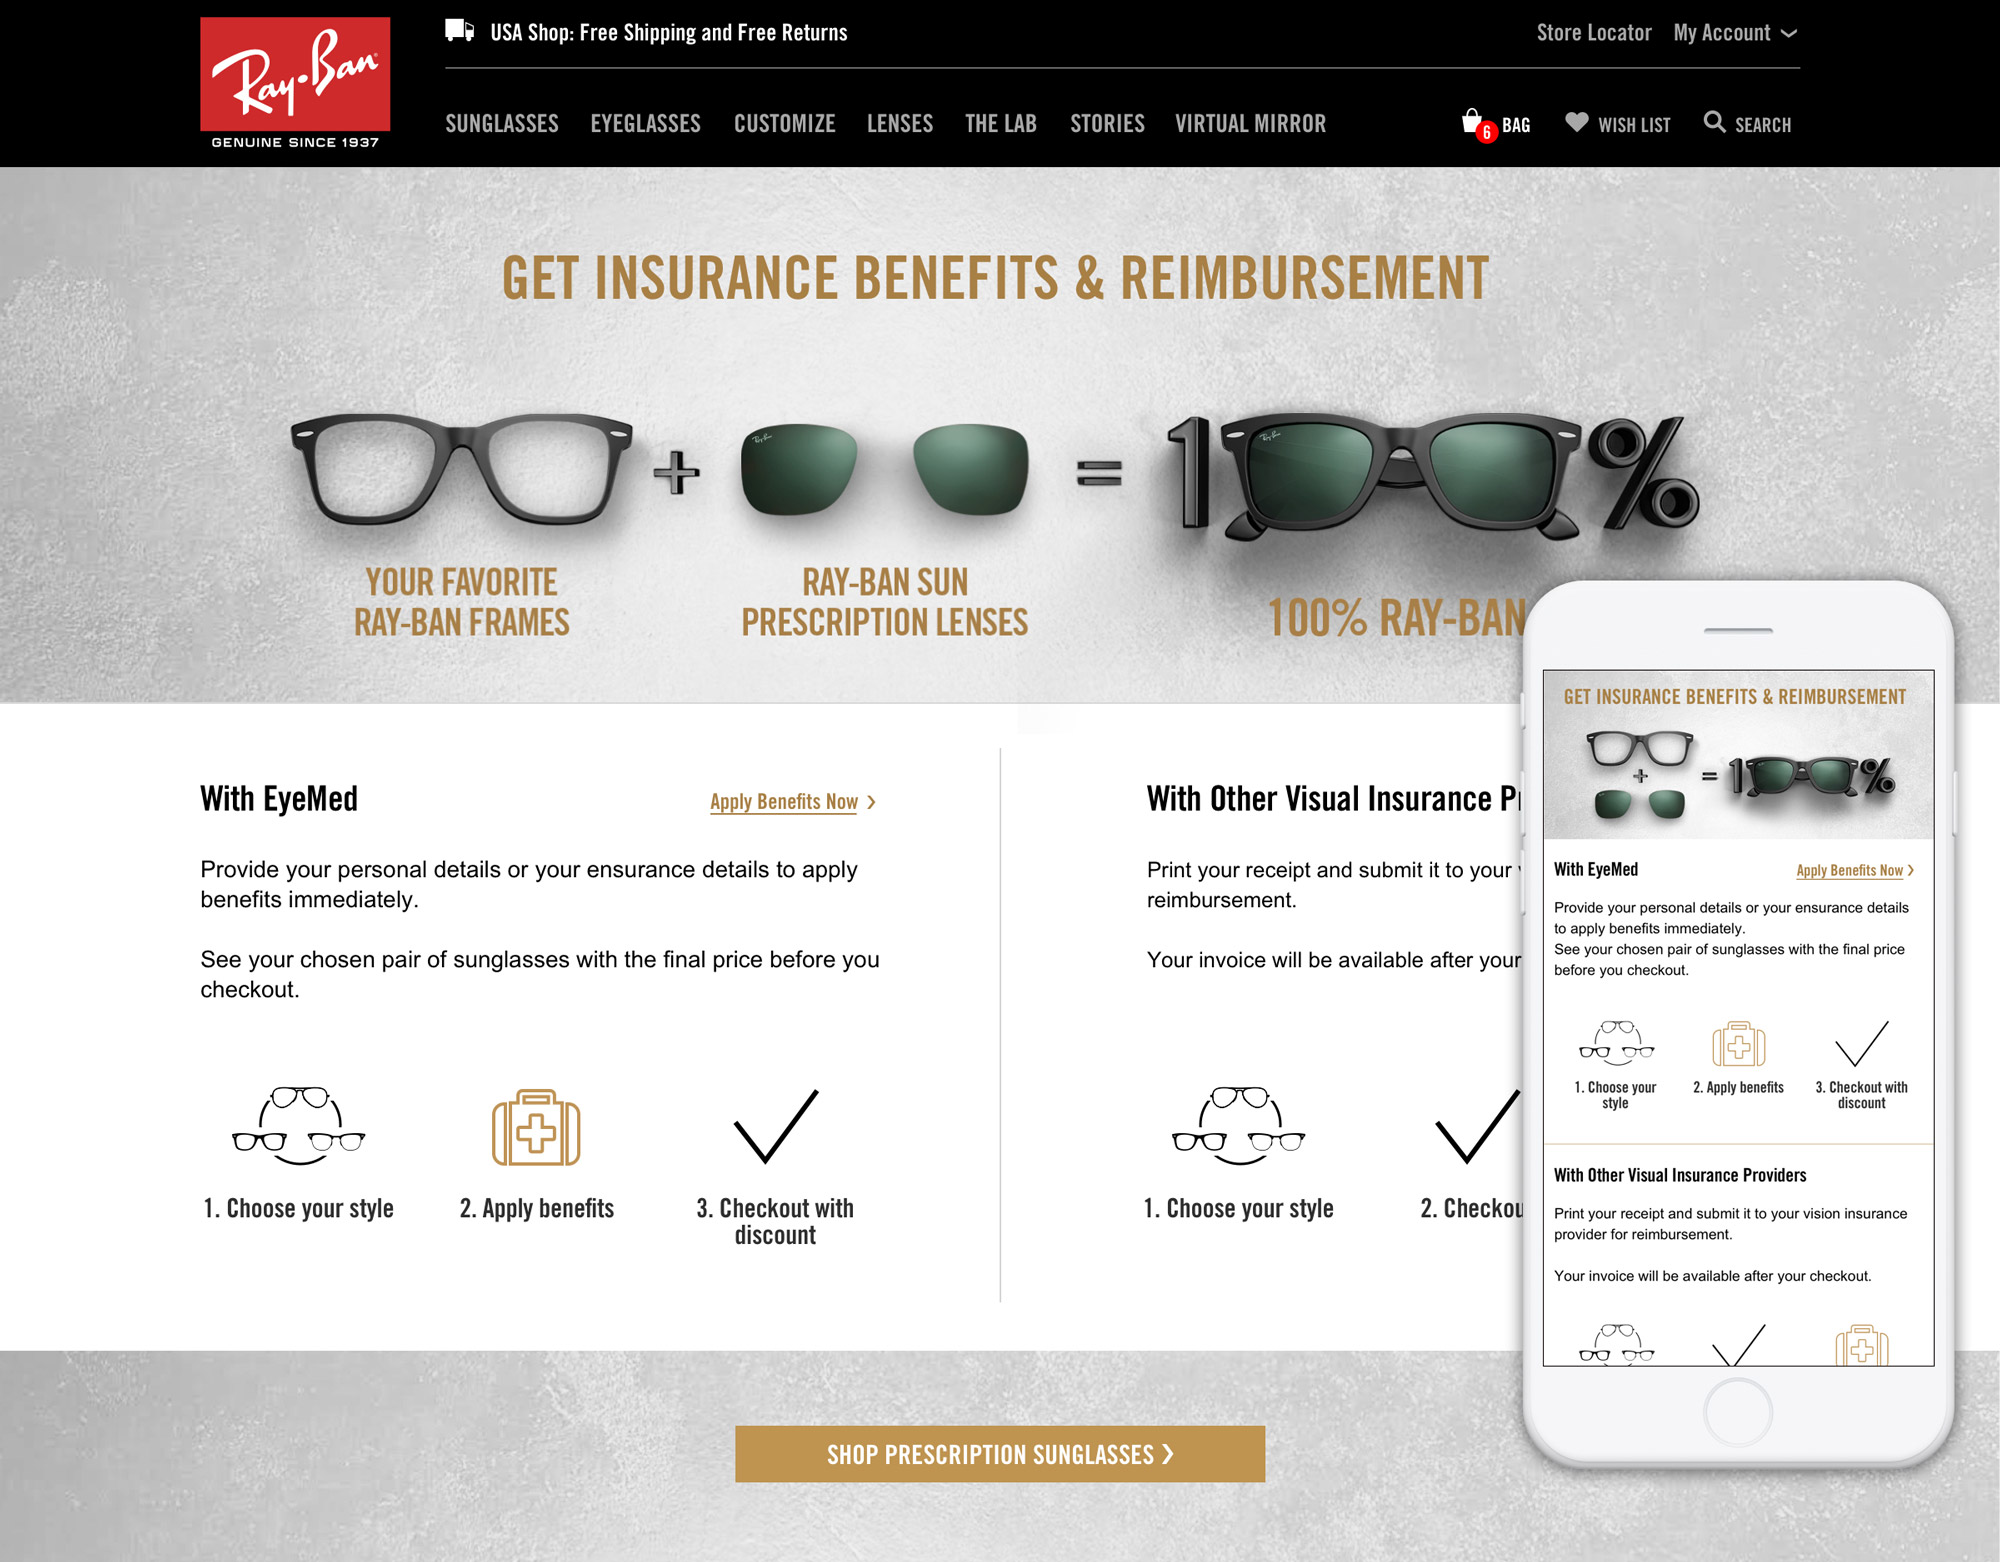 Ray-Ban
GENUINE SINCE 1937
USA Shop: Free Shipping and Free Returns
Store Locator
My Account
SUNGLASSES
EYEGLASSES
CUSTOMIZE
LENSES
THE LAB
STORIES
VIRTUAL MIRROR
6
BAG
WISH LIST
SEARCH
GET INSURANCE BENEFITS & REIMBURSEMENT
+
Ray-Ban
=
1
Ray-Ban
%
YOUR FAVORITE
RAY-BAN FRAMES
RAY-BAN SUN
PRESCRIPTION LENSES
100% RAY-BAN
With EyeMed
Apply Benefits Now
Provide your personal details or your ensurance details to apply
benefits immediately.
See your chosen pair of sunglasses with the final price before you
checkout.
1. Choose your style
2. Apply benefits
3. Checkout with
discount
With Other Visual Insurance P
Print your receipt and submit it to your
reimbursement.
Your invoice will be available after your
1. Choose your style
2. Checkou
SHOP PRESCRIPTION SUNGLASSES
GET INSURANCE BENEFITS & REIMBURSEMENT
+
=
1
%
With EyeMed
Apply Benefits Now
Provide your personal details or your ensurance details
to apply benefits immediately.
See your chosen pair of sunglasses with the final price
before you checkout.
1. Choose your
style
2. Apply benefits
3. Checkout with
discount
With Other Visual Insurance Providers
Print your receipt and submit it to your vision insurance
provider for reimbursement.
Your invoice will be available after your checkout.